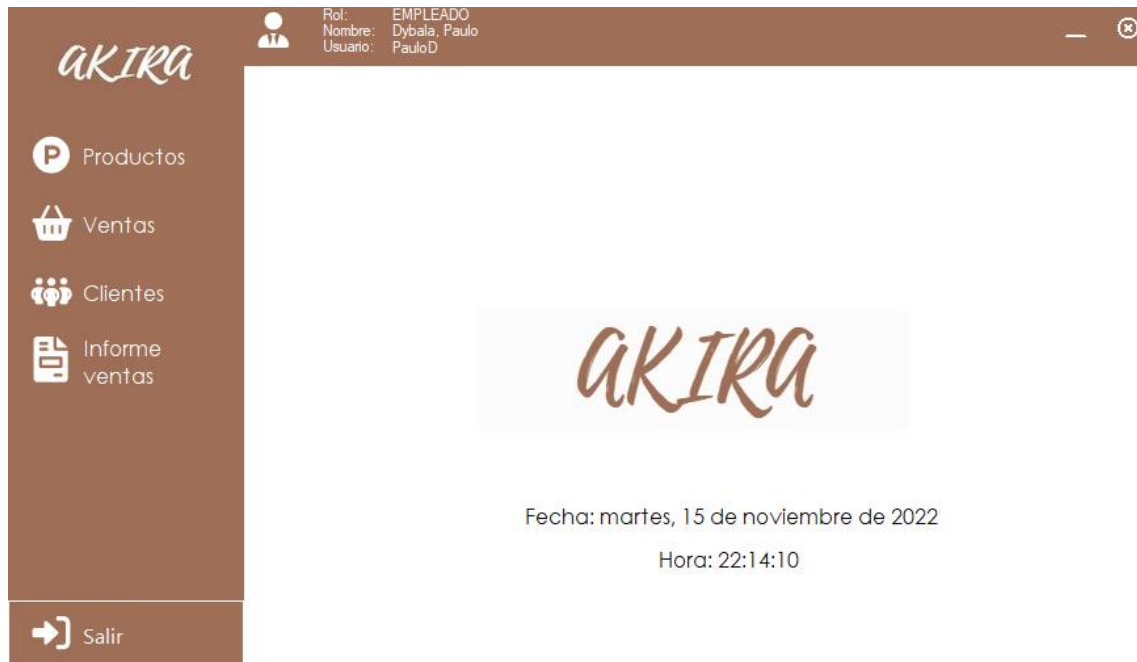 AKIRA
Rol: EMPLEADO
Nombre: Dybala, Paulo
Usuario: PauloD
P Productos
Ventas
Clientes
Informe
ventas
Salir
AKIRA
Fecha: martes, 15 de noviembre de 2022
Hora: 22:14:10